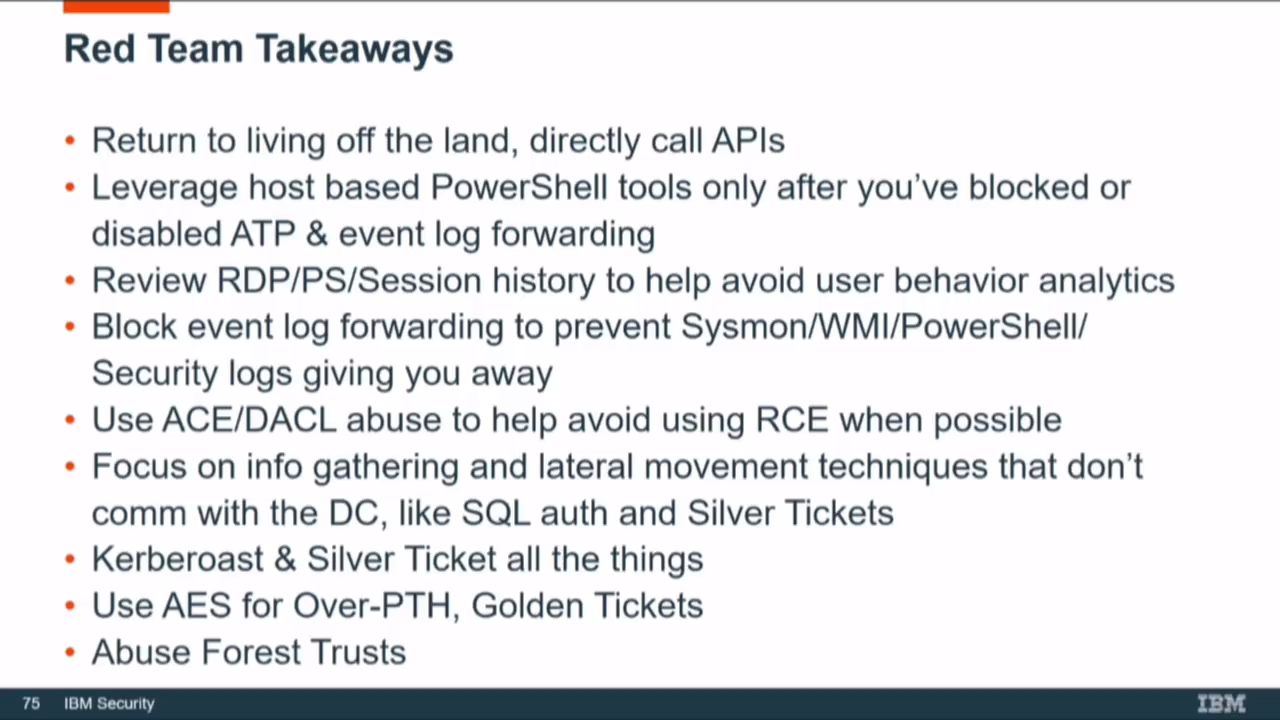 Red Team Takeaways
• Return to living off the land, directly call APIs
• Leverage host based PowerShell tools only after you’ve blocked or
disabled ATP & event log forwarding
• Review RDP/PS/Session history to help avoid user behavior analytics
• Block event log forwarding to prevent Sysmon/WMI/PowerShell/
Security logs giving you away
• Use ACE/DACL abuse to help avoid using RCE when possible
• Focus on info gathering and lateral movement techniques that don’t
comm with the DC, like SQL auth and Silver Tickets
• Kerberoast & Silver Ticket all the things
• Use AES for Over-PTH, Golden Tickets
• Abuse Forest Trusts
75 IBM Security
IBM